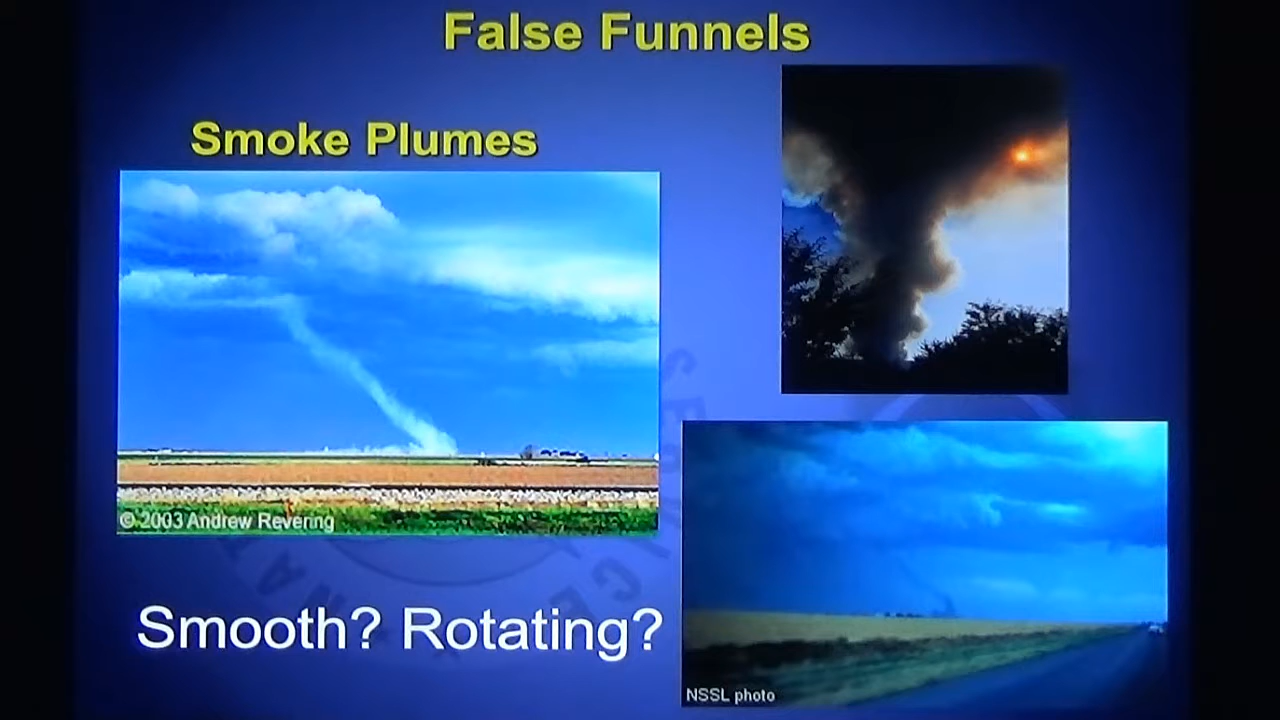 False Funnels
Smoke Plumes
© 2003 Andrew Revering
Smooth? Rotating?
NSSL photo